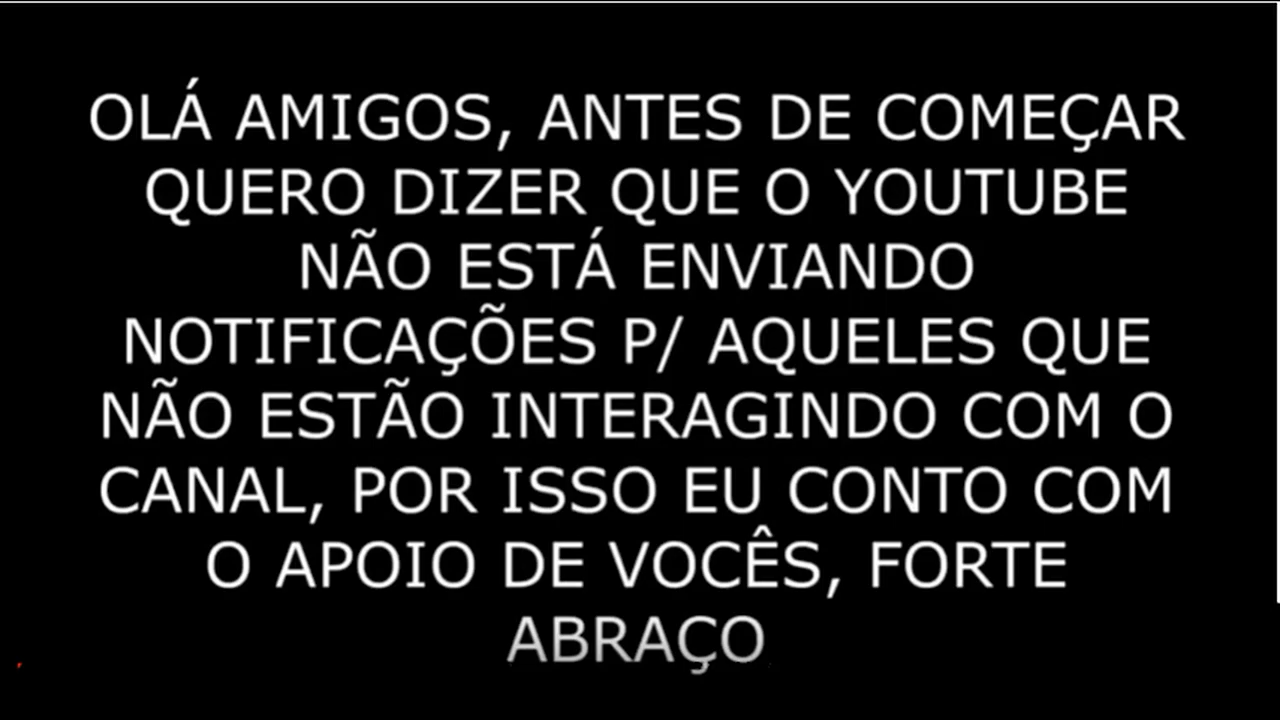 OLÁ AMIGOS, ANTES DE COMEÇAR
QUERO DIZER QUE O YOUTUBE
NÃO ESTÁ ENVIANDO
NOTIFICAÇÕES P/ AQUELES QUE
NÃO ESTÃO INTERAGINDO COM O
CANAL, POR ISSO EU CONTO COM
O APOIO DE VOCÊS, FORTE
ABRAÇO